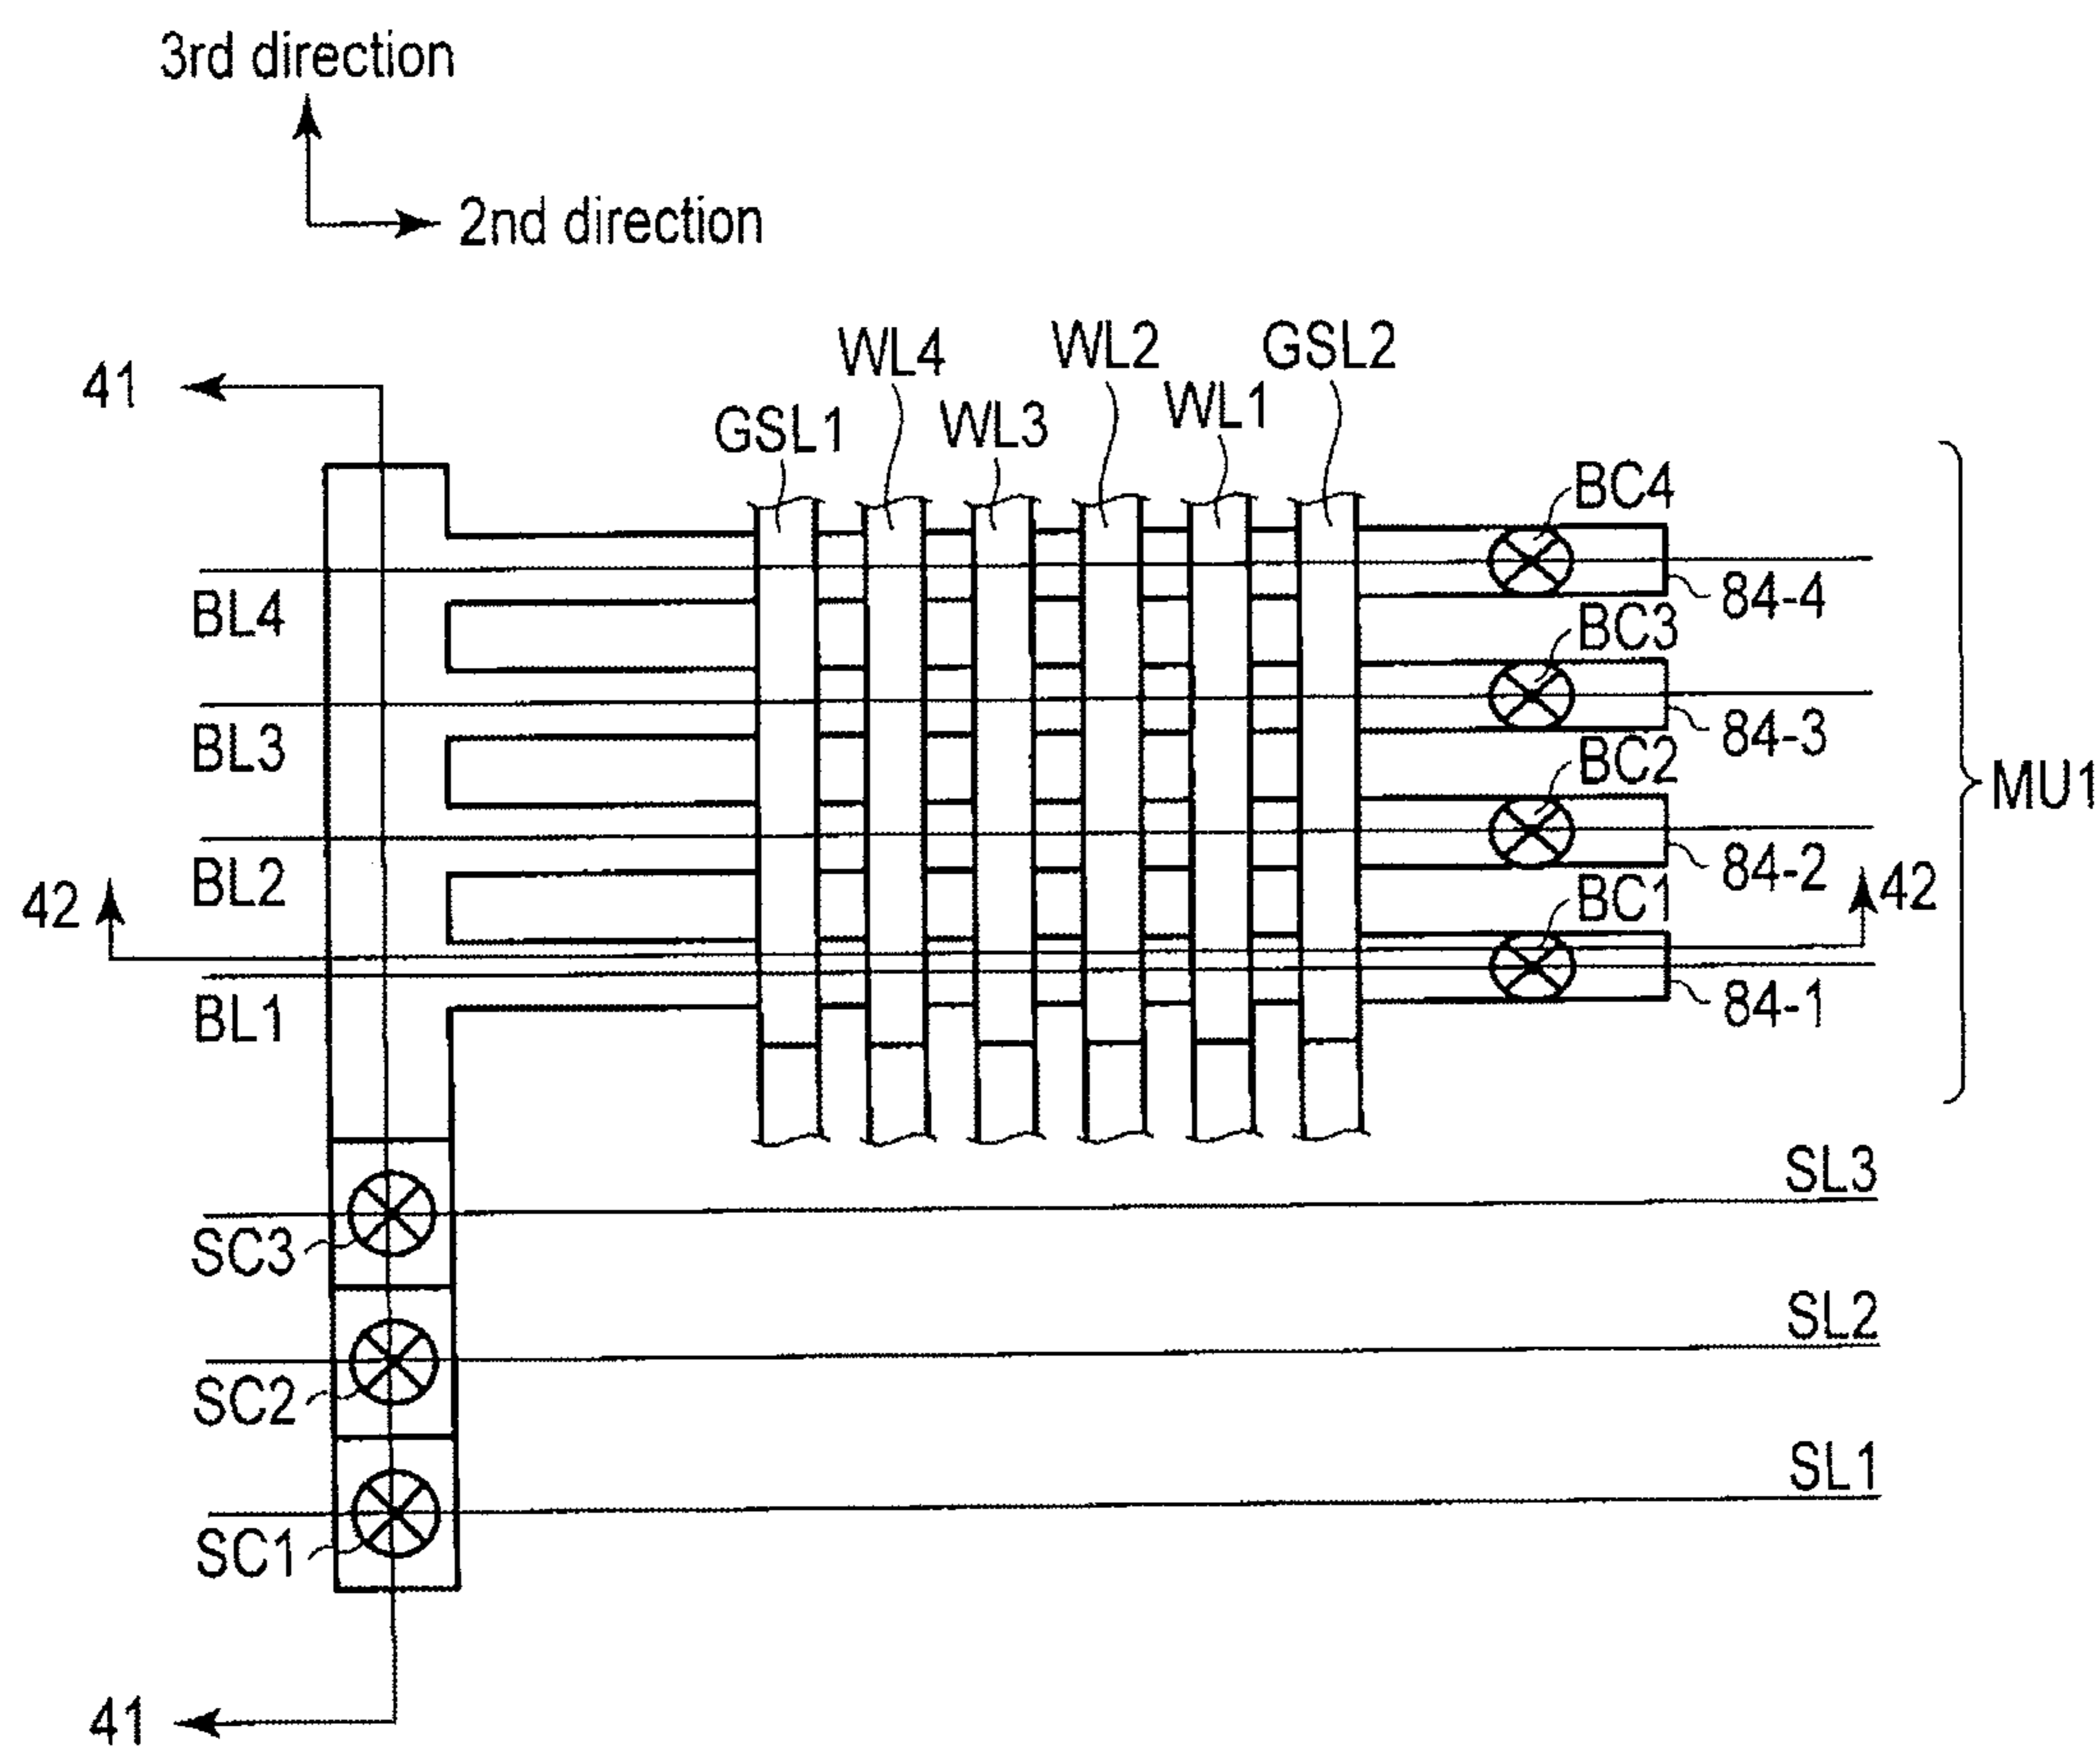 3rd direction
2nd direction
WL4
WL2
GSL2
41
GSL1
WL3
WL1
BC4
BL4
84-4
BC3
BL3
84-3
BC2
MU1
BL2
84-2
42
42
BC1
BL1
84-1
SL3
SC3
SL2
SC2
SL1
SC1
41